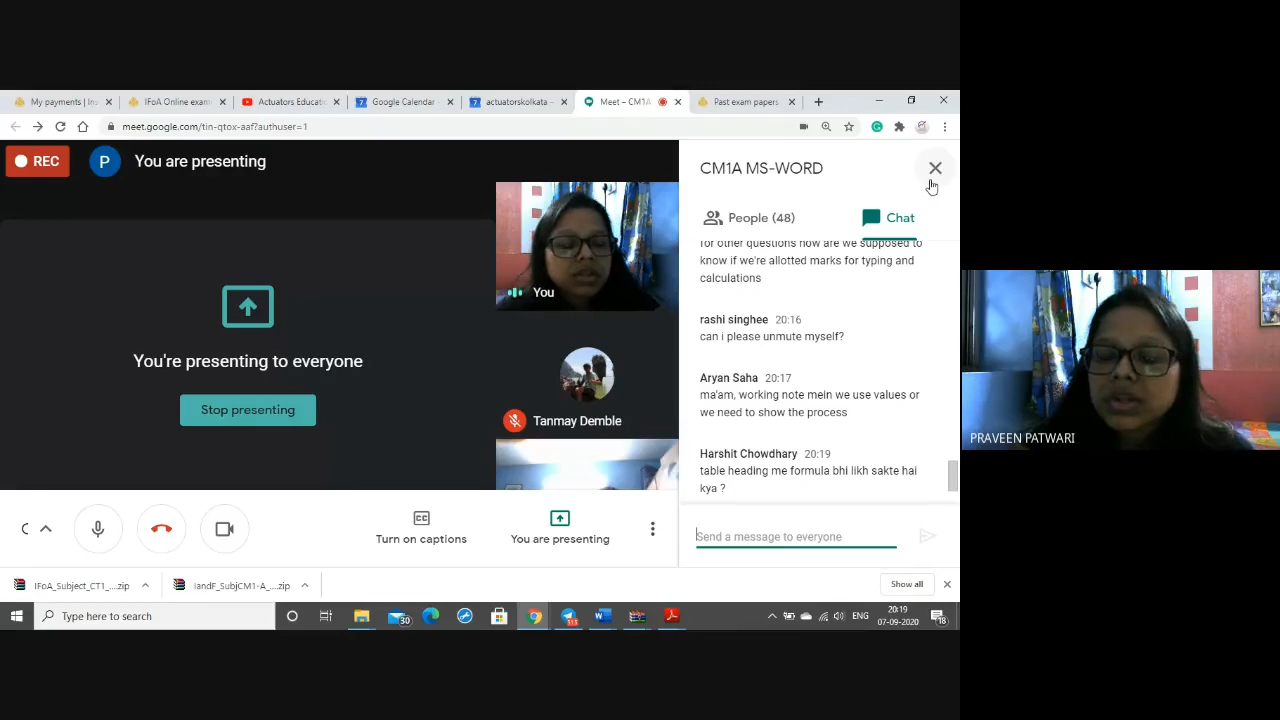 My payments | Ins
IFoA Online exam
Actuators Educati
Google Calendar -
actuatorskolkata –
Meet – CM1A
Past exam papers
meet.google.com/tin-qtox-aaf?authuser=1
REC
P
You are presenting
You're presenting to everyone
Stop presenting
You
Tanmay Demble
CM1A MS-WORD
People (48)
Chat
for other questions how are we supposed to
know if we're allotted marks for typing and
calculations
rashi singhee 20:16
can i please unmute myself?
Aryan Saha 20:17
ma'am, working note mein we use values or
we need to show the process
Harshit Chowdhary 20:19
table heading me formula bhi likh sakte hai
kya ?
Send a message to everyone
CC
Turn on captions
You are presenting
IFoA_Subject_CT1_....zip
IandF_SubjCM1-A_....zip
Show all
Type here to search
30
ENG
20:19
07-09-2020
18
PRAVEEN PATWARI